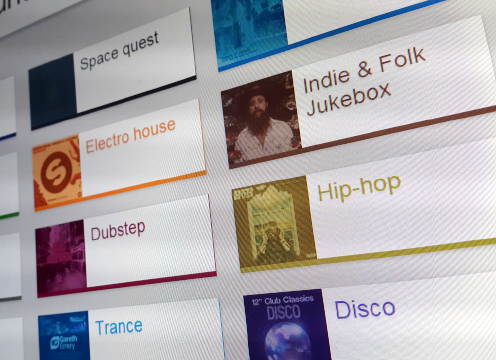 Space quest
Electro house
Dubstep
Trance
Gareth
Emery
Indie & Folk
Jukebox
Hip-hop
12" Club Classics
DISCO
Disco